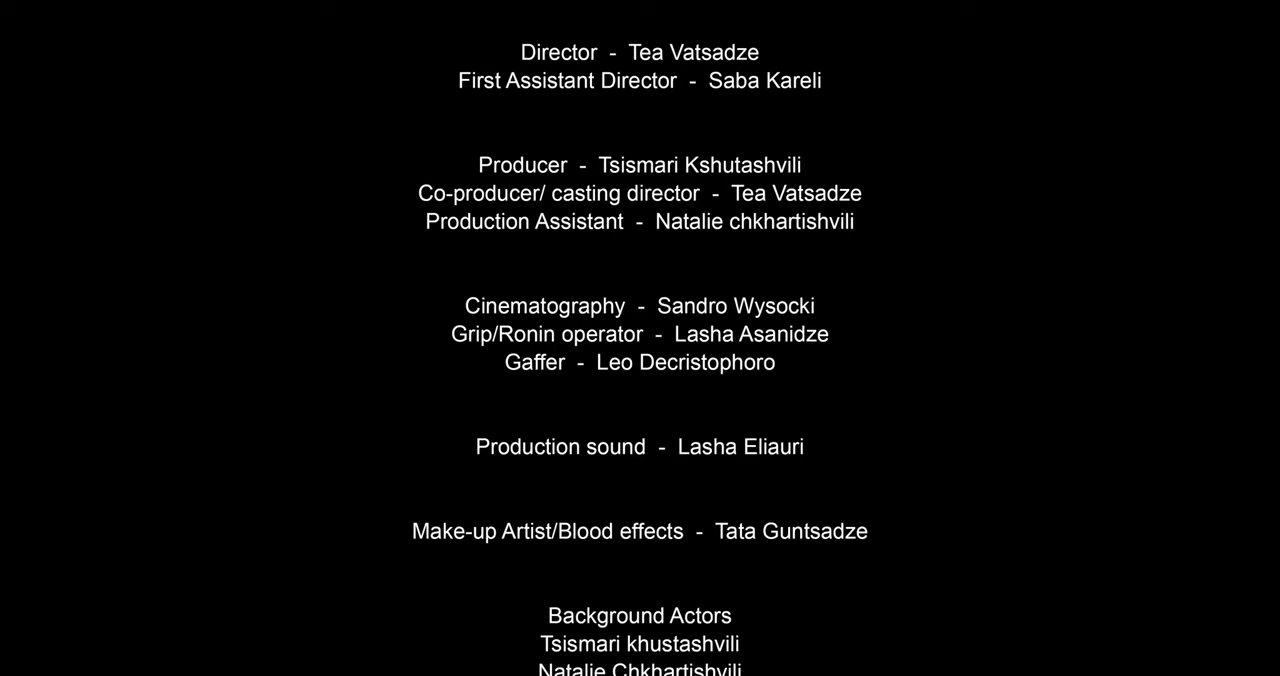 Director - Tea Vatsadze
First Assistant Director - Saba Kareli
Producer - Tsismari Kshutashvili
Co-producer/ casting director - Tea Vatsadze
Production Assistant - Natalie chkhartishvili
Cinematography - Sandro Wysocki
Grip/Ronin operator - Lasha Asanidze
Gaffer - Leo Decristophoro
Production sound - Lasha Eliauri
Make-up Artist/Blood effects - Tata Guntsadze
Background Actors
Tsismari khustashvili
Natalie Chkhartishvili